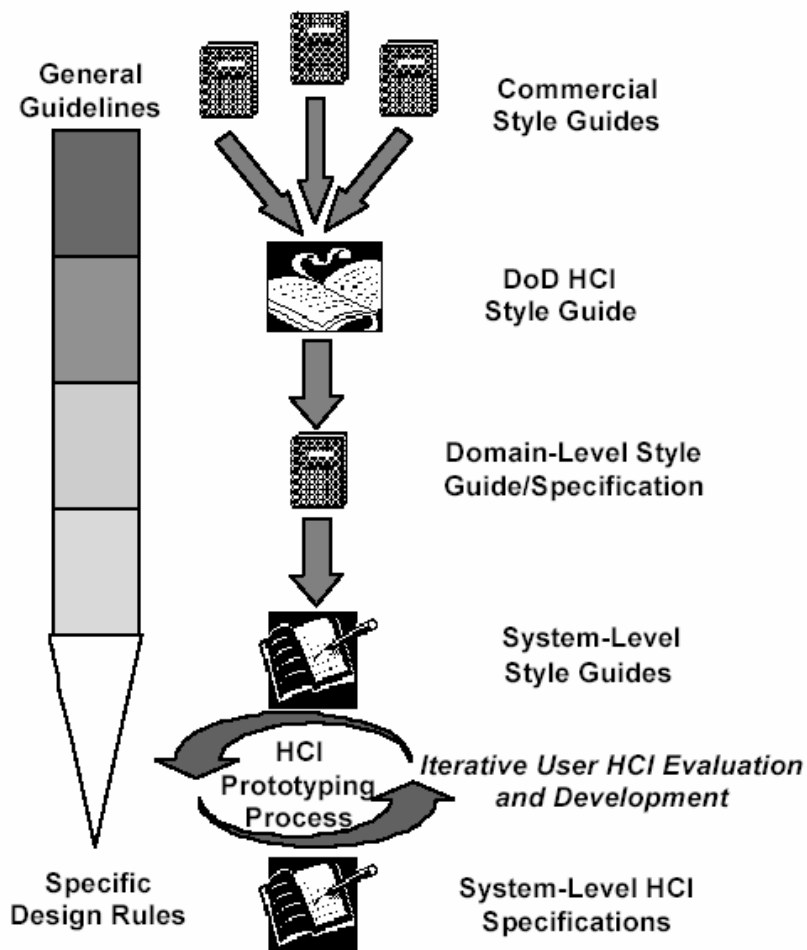 General
Guidelines
Commercial
Style Guides
DoD HCI
Style Guide
Domain-Level Style
Guide/Specification
System-Level
Style Guides
HCI
Prototyping
Process
Iterative User HCI Evaluation
and Development
Specific
Design Rules
System-Level HCI
Specifications